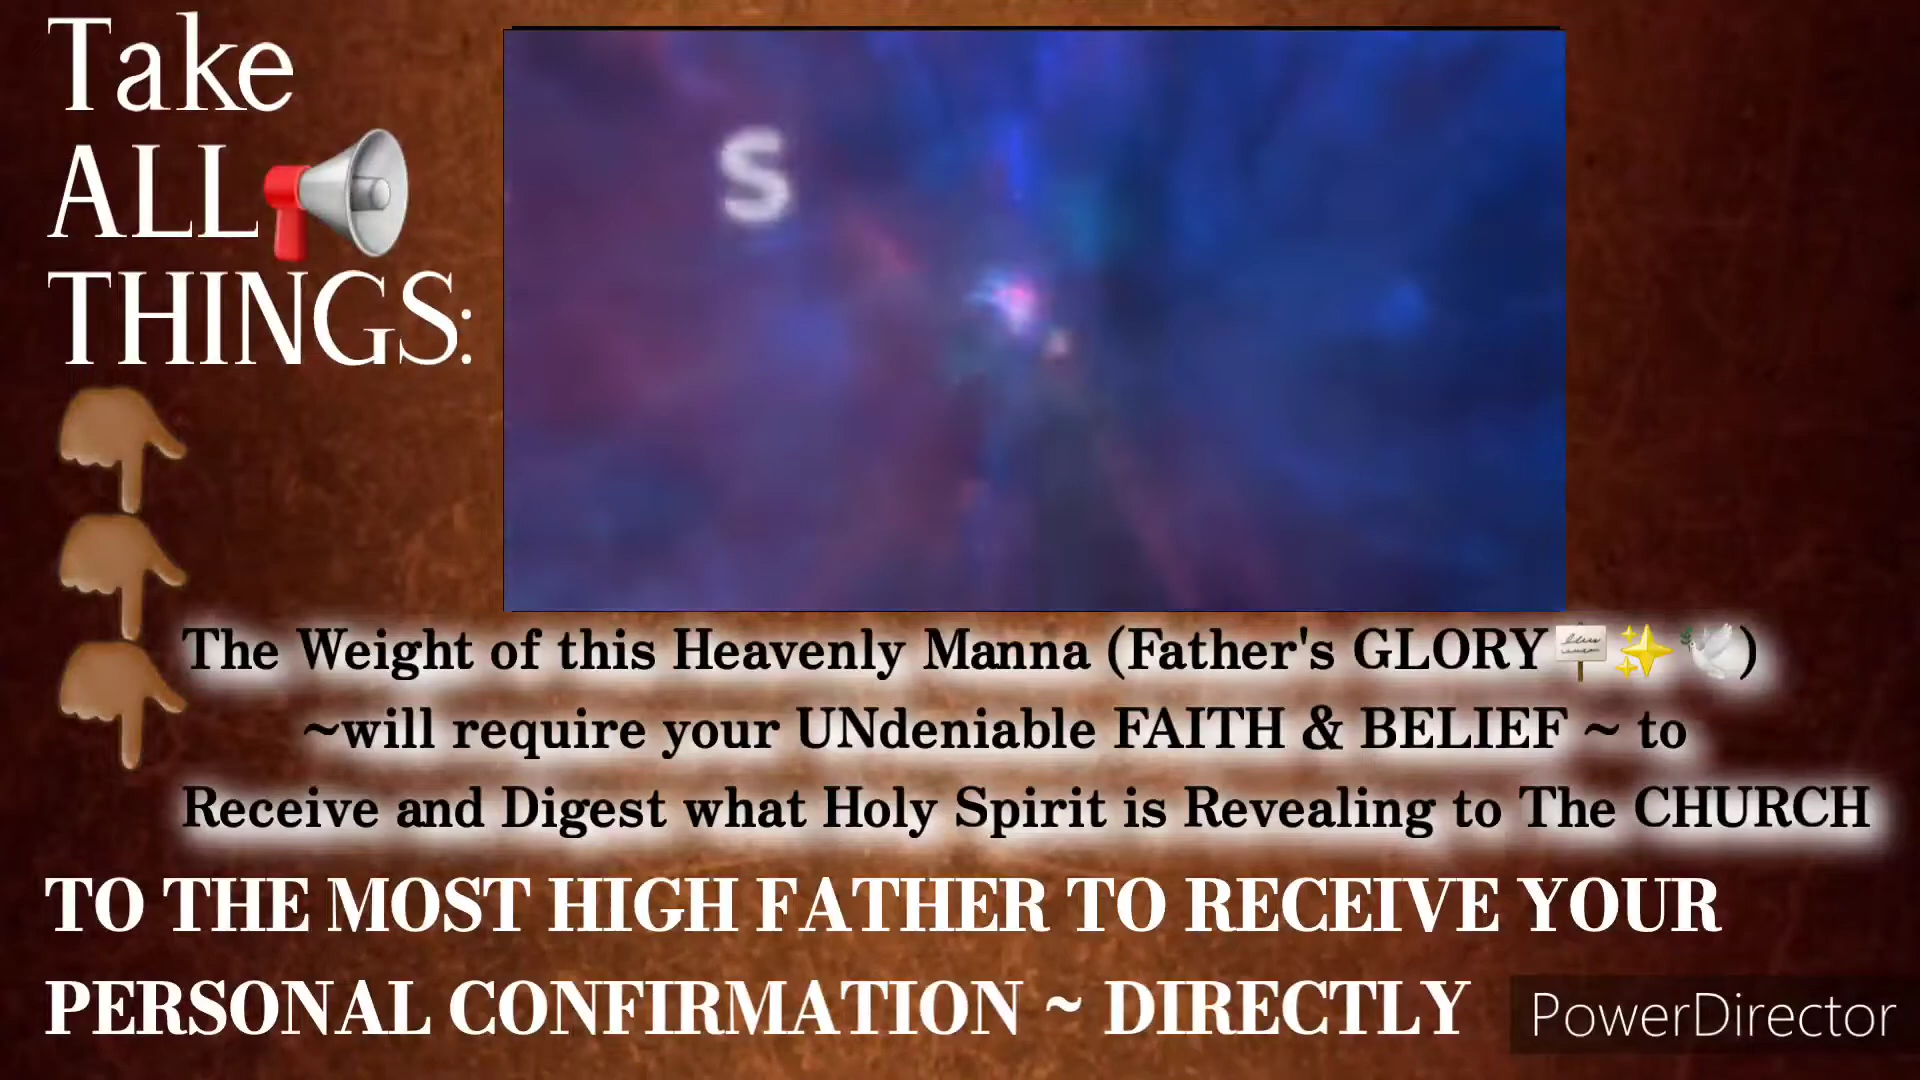 Take
ALL
THINGS:
S
The Weight of this Heavenly Manna (Father's GLORY🪧✨🕊️)
~will require your UNdeniable FAITH & BELIEF ~ to
Receive and Digest what Holy Spirit is Revealing to The CHURCH
TO THE MOST HIGH FATHER TO RECEIVE YOUR
PERSONAL CONFIRMATION ~ DIRECTLY
PowerDirector